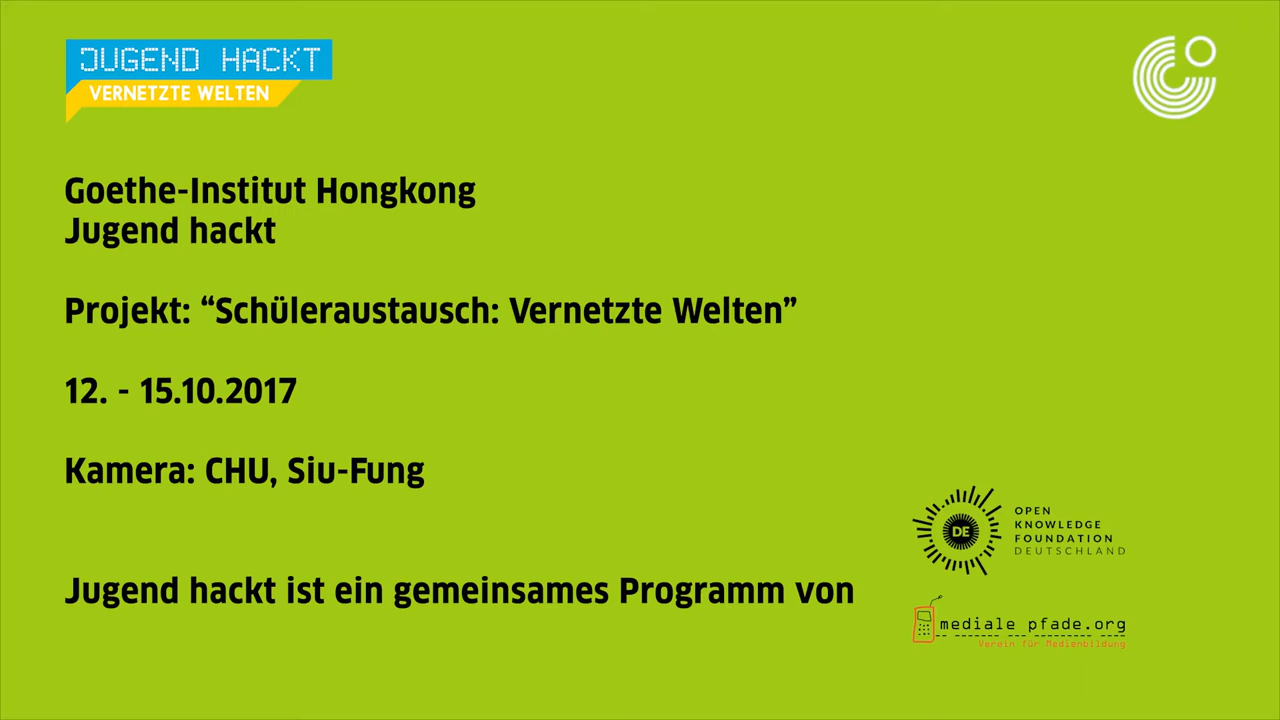 JUGEND HACKT
VERNETZTE WELTEN
Goethe-Institut Hongkong
Jugend hackt
Projekt: “Schüleraustausch: Vernetzte Welten”
12. - 15.10.2017
Kamera: CHU, Siu-Fung
DE
OPEN
KNOWLEDGE
FOUNDATION
DEUTSCHLAND
Jugend hackt ist ein gemeinsames Programm von
mediale pfade.org
Verein für Medienbildung